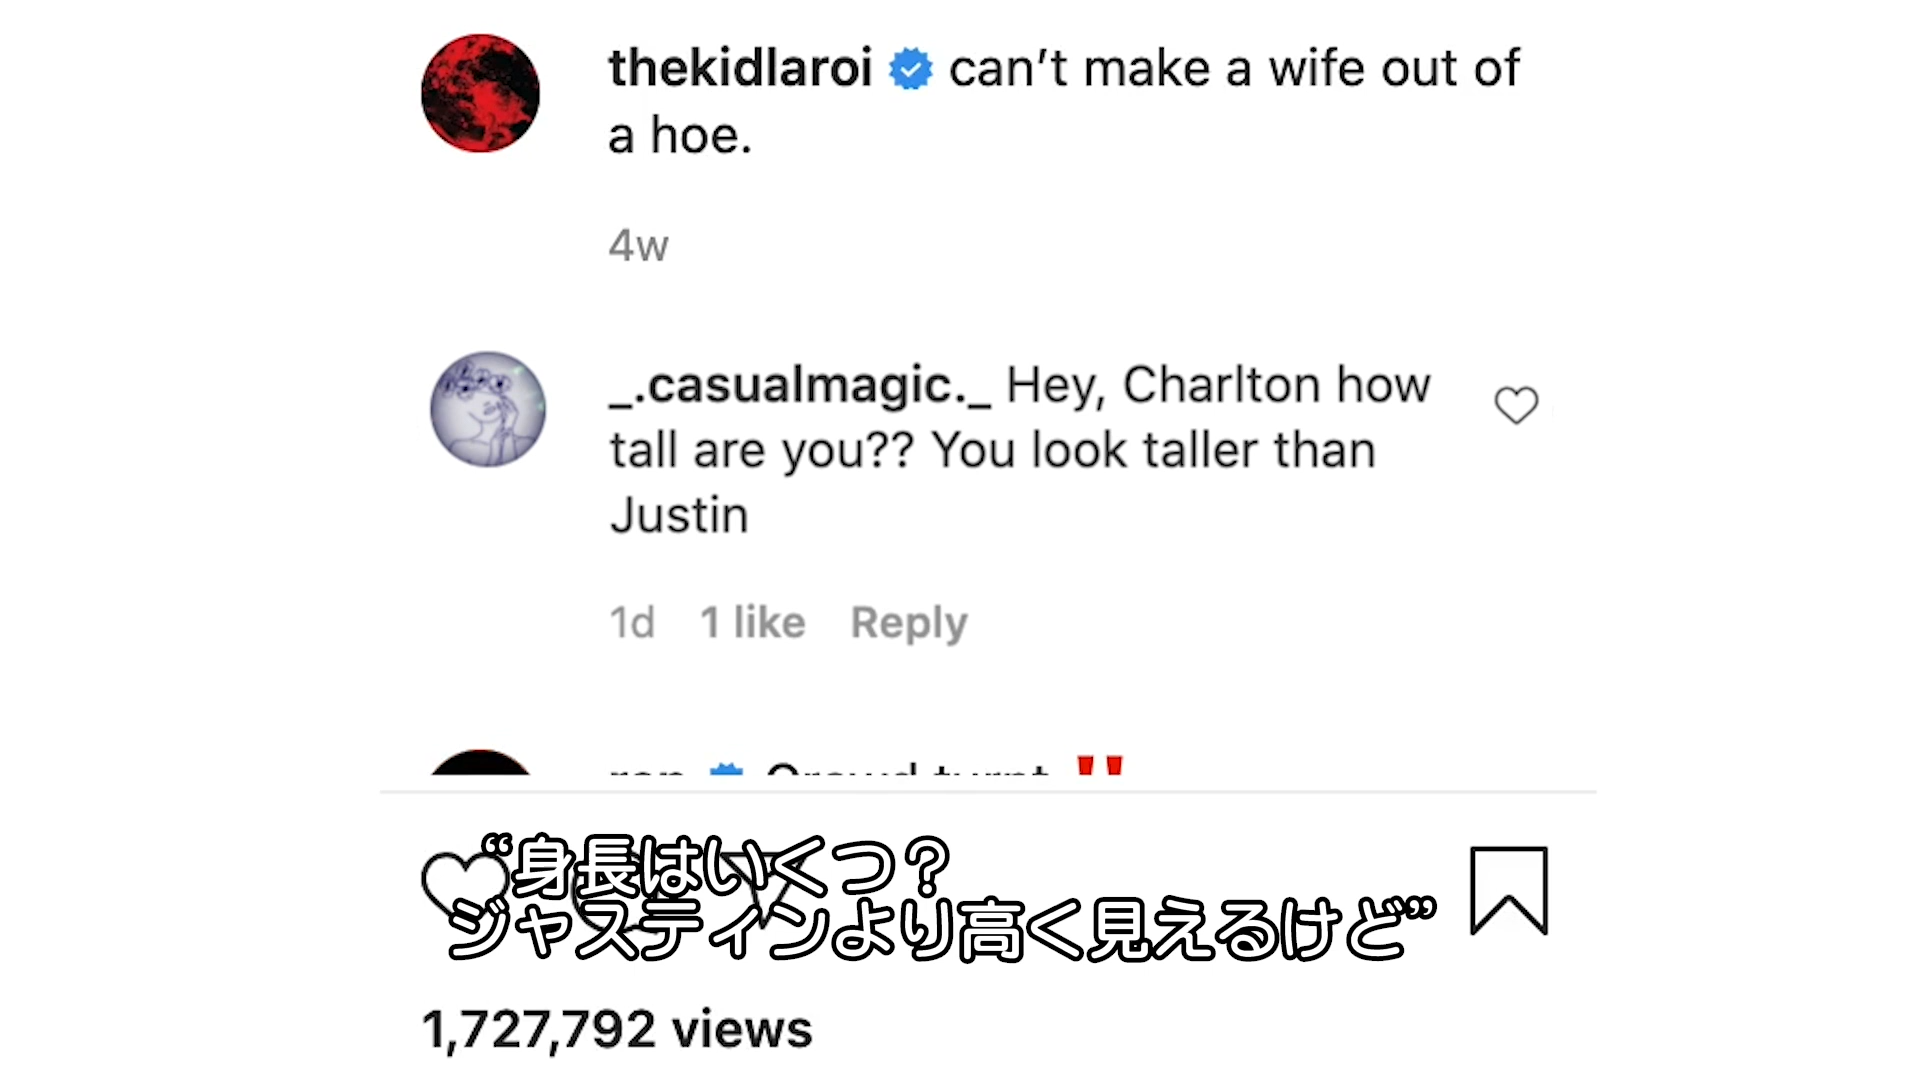 thekidlaroi can't make a wife out of
a hoe.
4w
_.casualmagic._ Hey, Charlton how
tall are you?? You look taller than
Justin
1d 1 like Reply
Crowd turnt ‼️
“身長はいくつ？
ジャスティンより高く見えるけど”
1,727,792 views